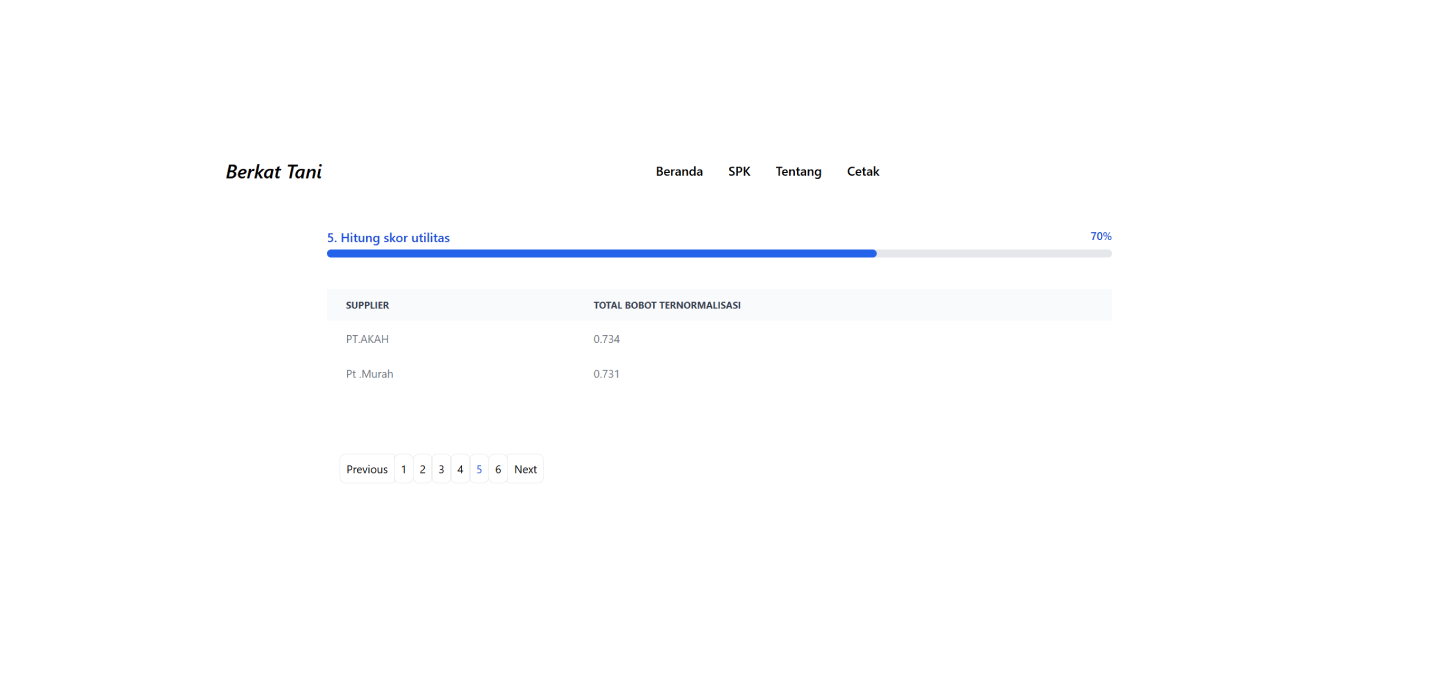 Berkat Tani
Beranda SPK Tentang Cetak
5. Hitung skor utilitas 70%
SUPPLIER TOTAL BOBOT TERNORMALISASI
PT.AKAH 0.734
Pt .Murah 0.731
Previous 1 2 3 4 5 6 Next